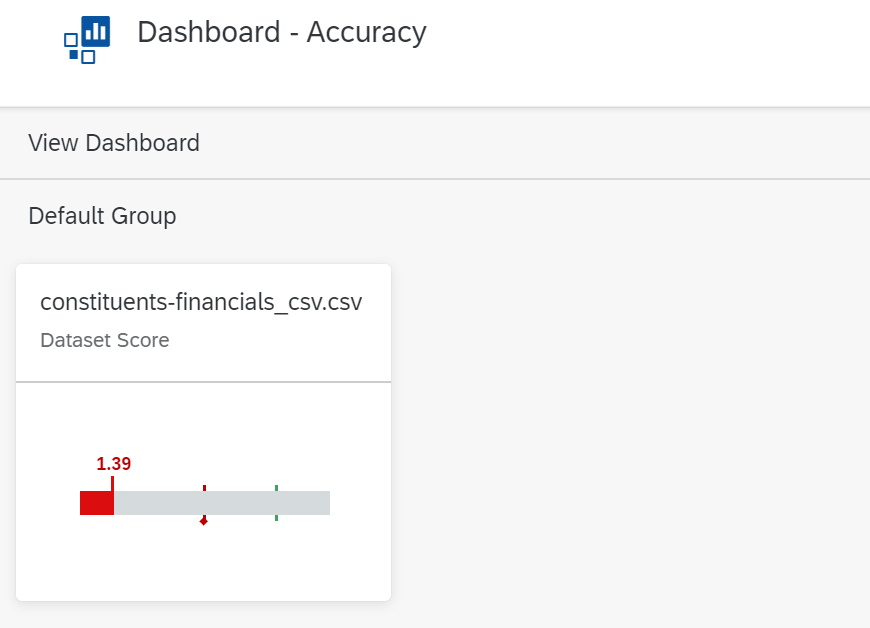 Dashboard - Accuracy
View Dashboard
Default Group
constituents-financials_csv.csv
Dataset Score
1.39